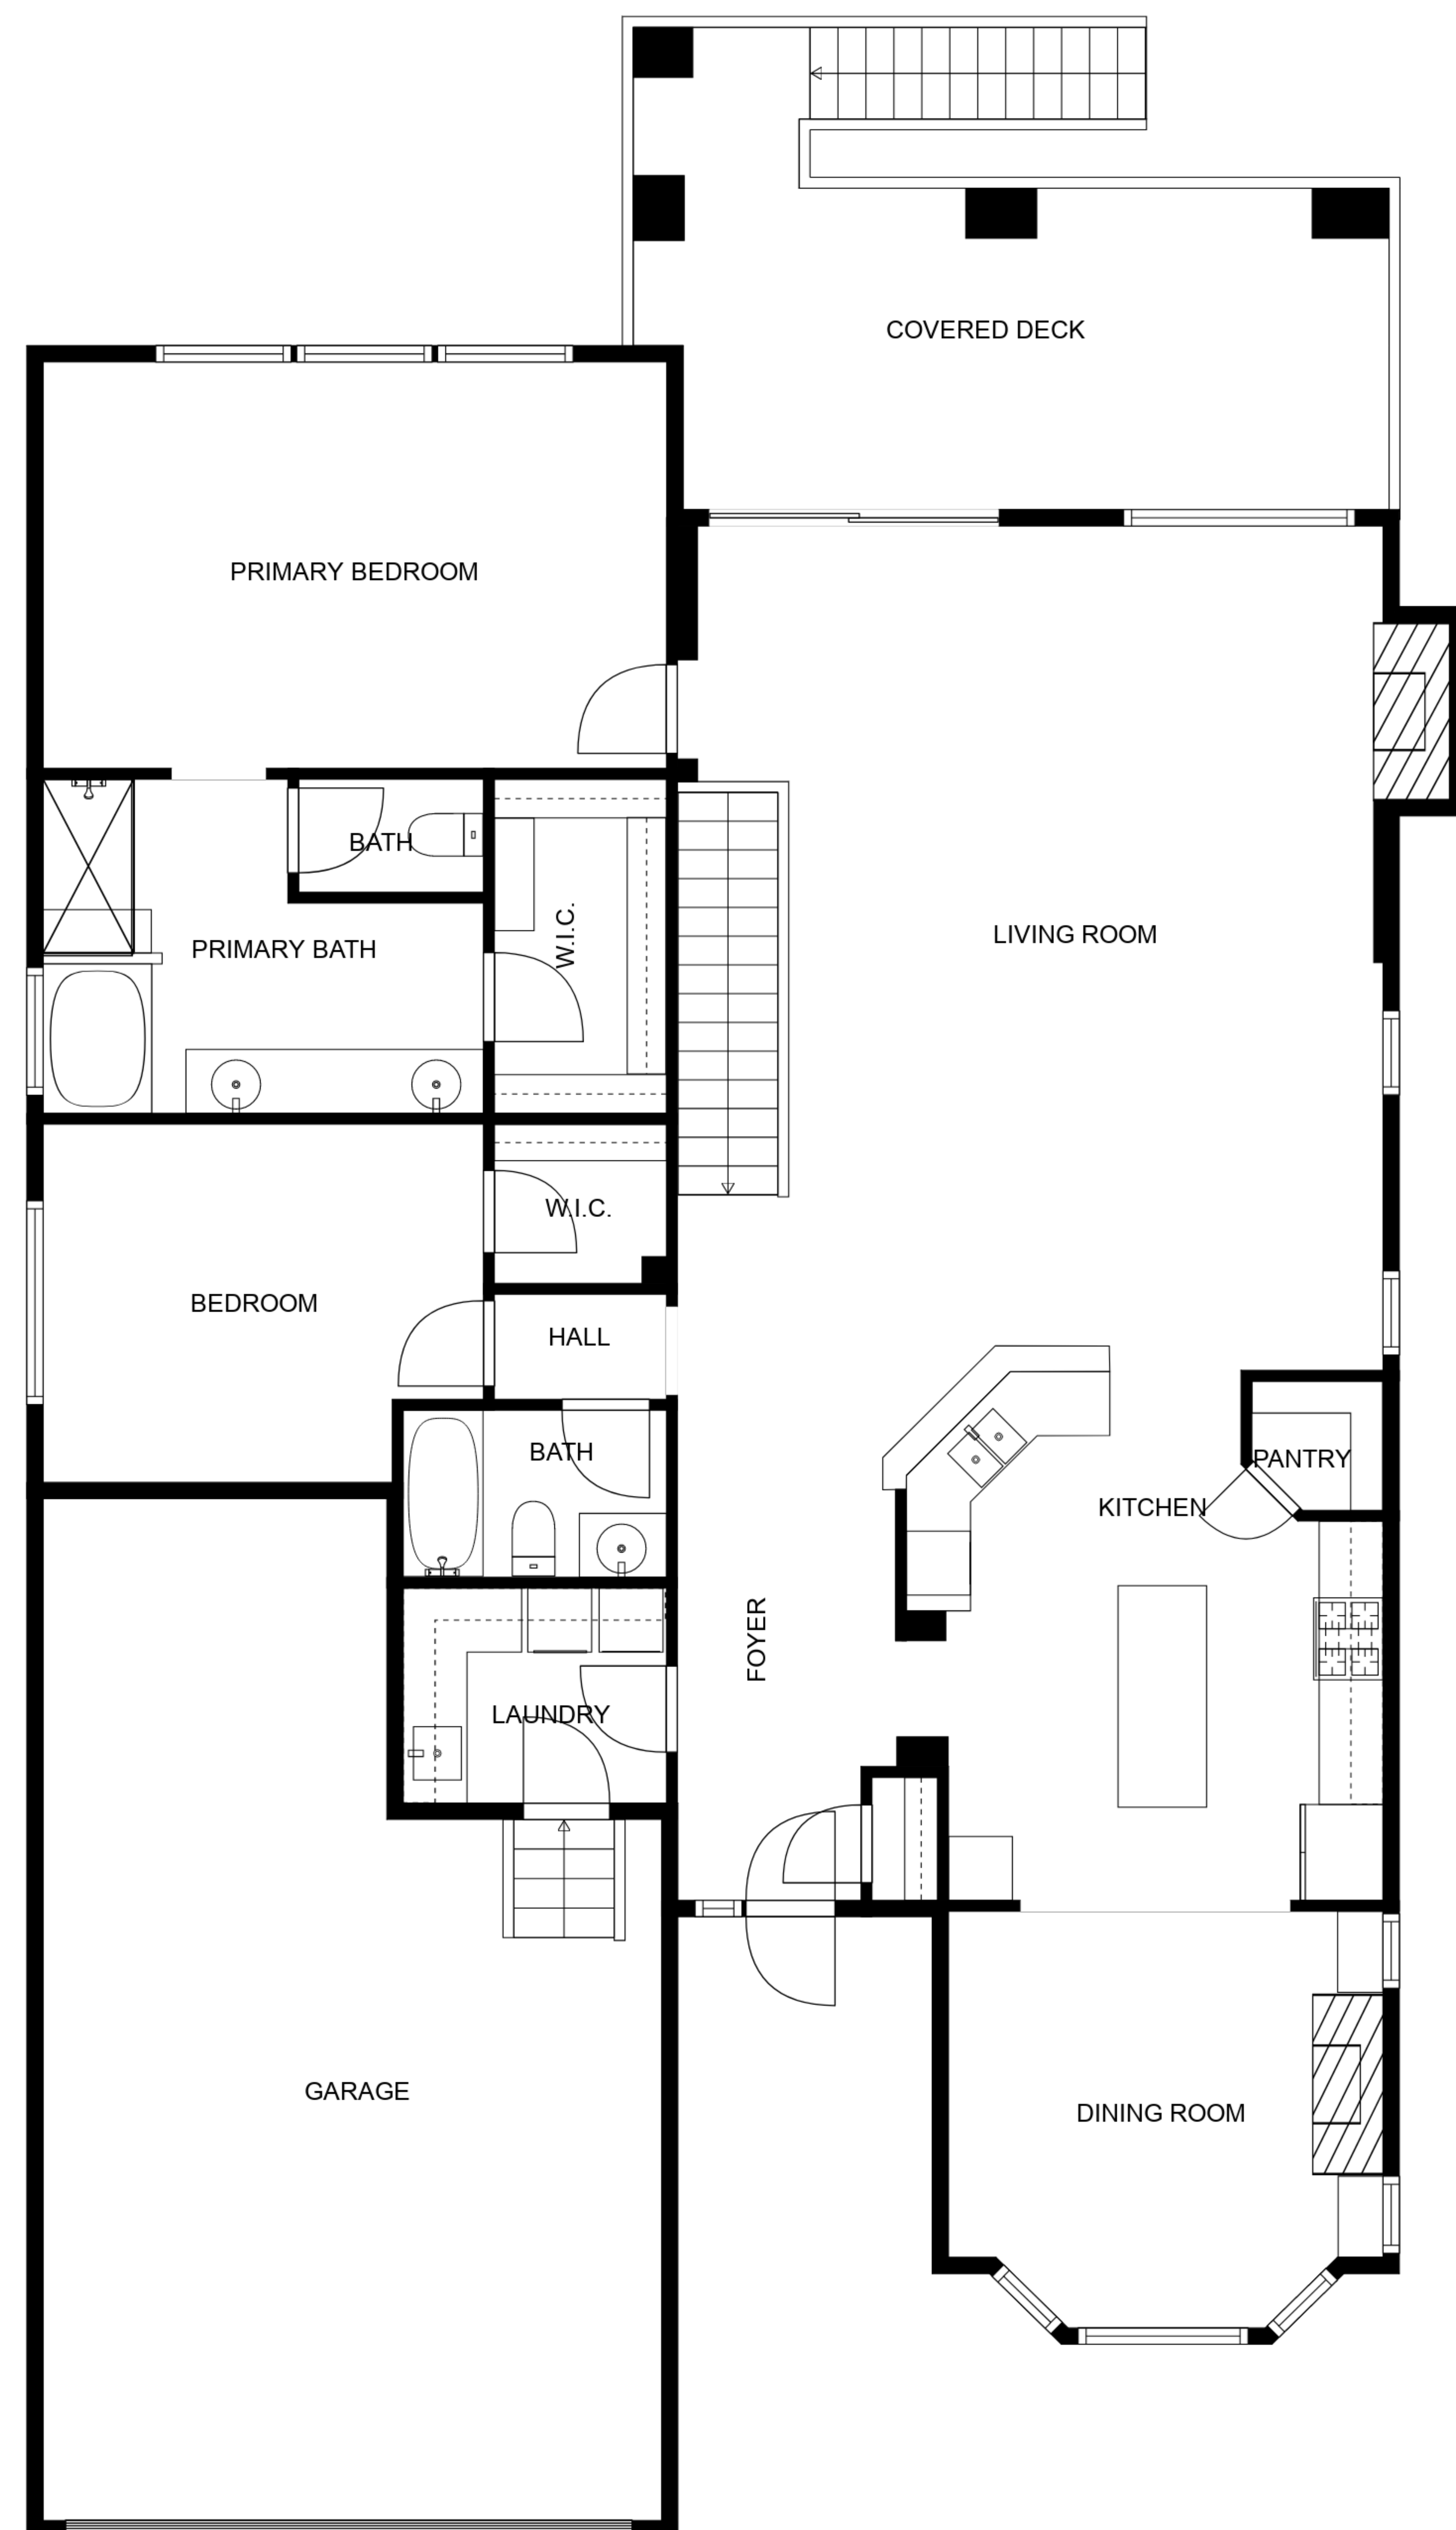 COVERED DECK
PRIMARY BEDROOM
BATH
W.I.C.
LIVING ROOM
PRIMARY BATH
W.I.C.
BEDROOM
HALL
BATH
PANTRY
KITCHEN
FOYER
LAUNDRY
GARAGE
DINING ROOM